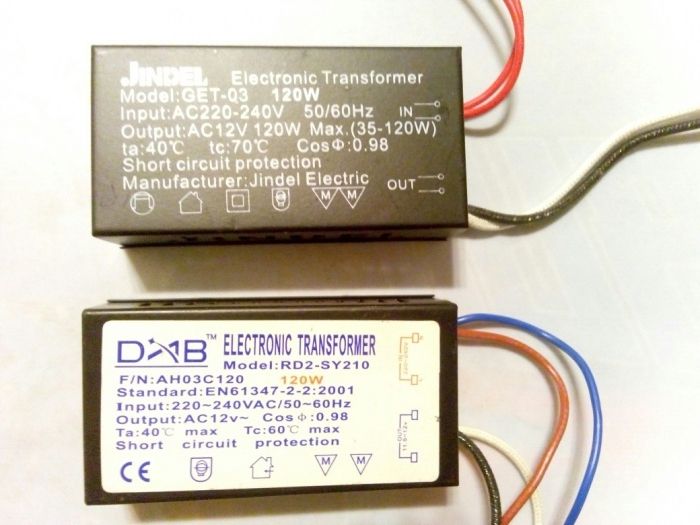 JINDEL Electronic Transformer
Model:GET-03 120W
Input:AC220-240V 50/60Hz IN
Output:AC12V 120W Max.(35-120W)
ta:40℃ tc:70℃ CosΦ:0.98
Short circuit protection
Manufacturer:Jindel Electric
OUT
M M
DXB™ ELECTRONIC TRANSFORMER
Model:RD2-SY210
F/N:AH03C120 120W
Standard:EN61347-2-2:2001
Input:220~240VAC/50~60Hz
Output:AC12v~ CosΦ:0.98
Ta:40℃ max Tc:60℃ max
Short circuit protection
CE M M
OUT